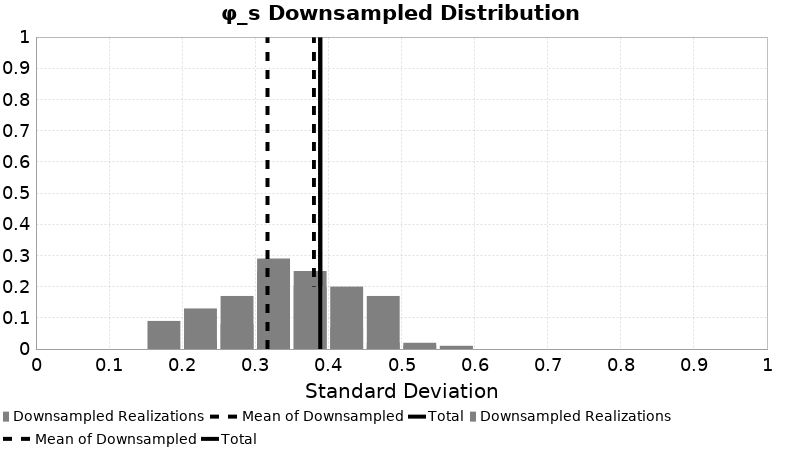 φ_s Downsampled Distribution
1
0.9
0.8
0.7
0.6
0.5
0.4
0.3
0.2
0.1
0
0 0.1 0.2 0.3 0.4 0.5 0.6 0.7 0.8 0.9 1
Standard Deviation
Downsampled Realizations Mean of Downsampled Total Downsampled Realizations
Mean of Downsampled Total